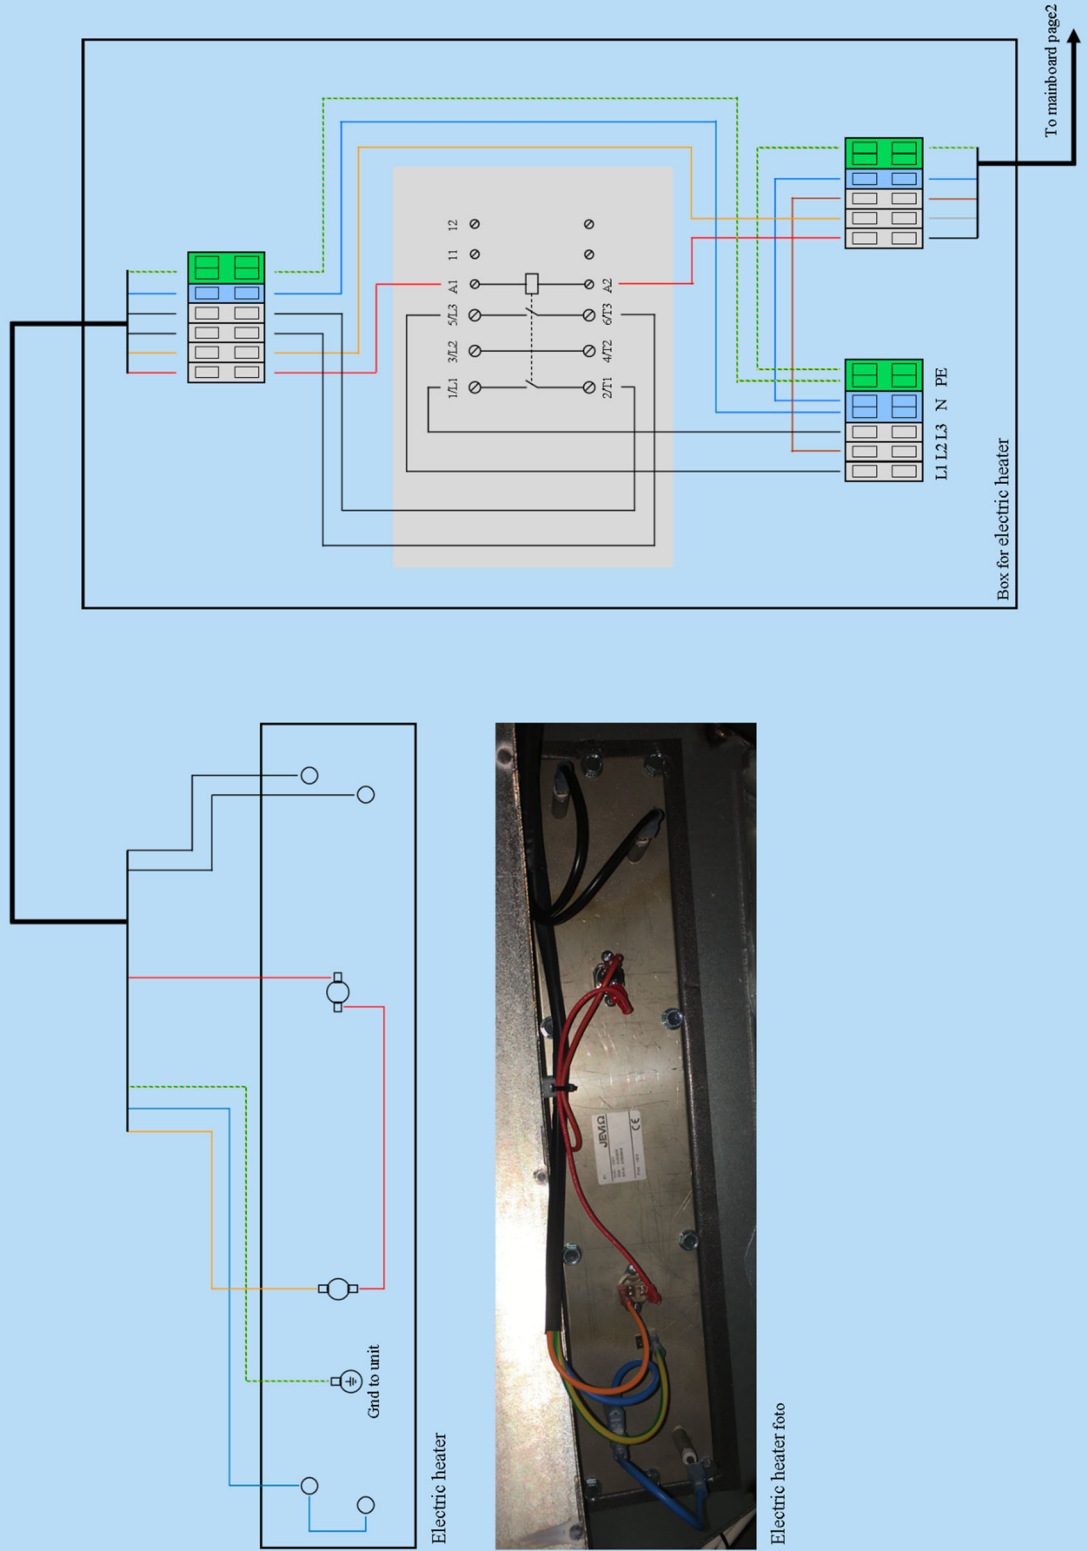 To mainboard page2
12
11
A1
A2
5/L3
6/T3
3/L2
4/T2
1/L1
2/T1
PE
N
L3
L2
L1
Box for electric heater
Gnd to unit
Electric heater
JEVI
CE
Electric heater foto